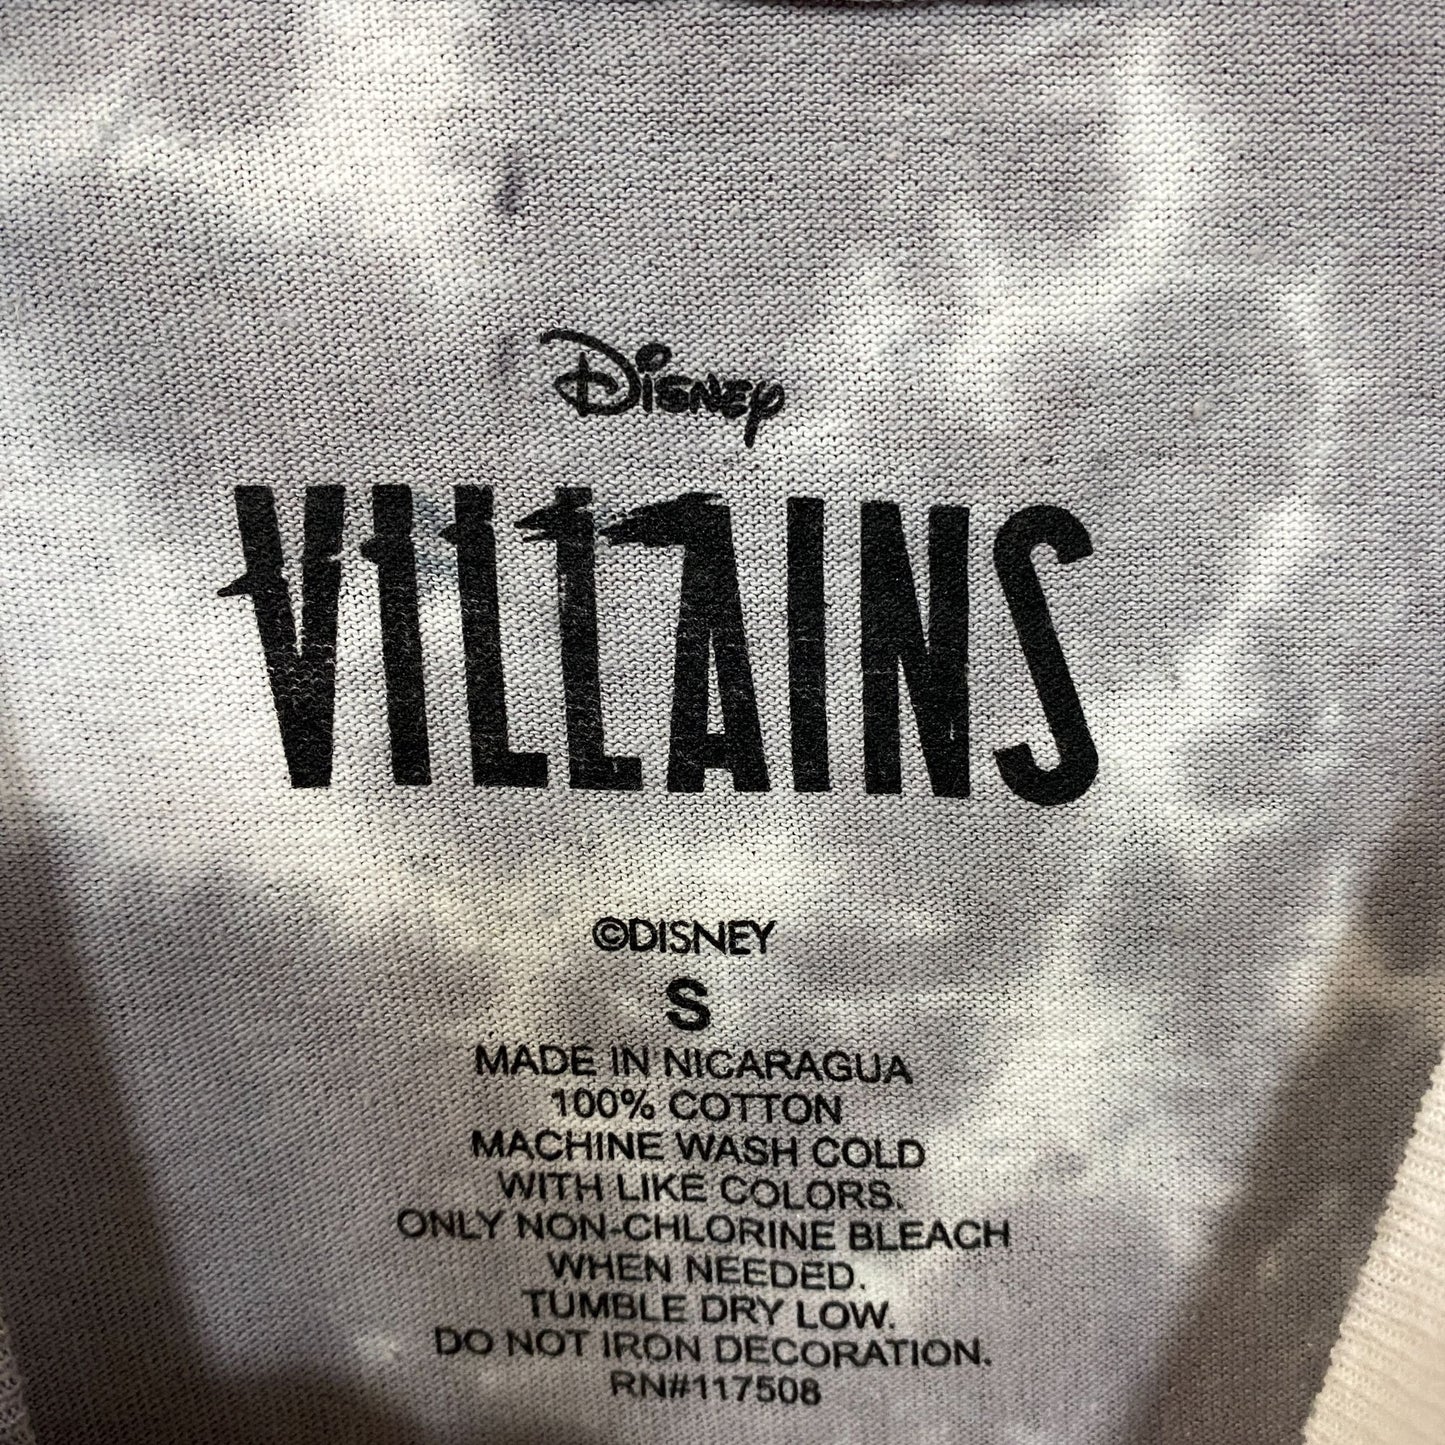 Disney
VILLAINS
©DISNEY
S
MADE IN NICARAGUA
100% COTTON
MACHINE WASH COLD
WITH LIKE COLORS.
ONLY NON-CHLORINE BLEACH
WHEN NEEDED.
TUMBLE DRY LOW.
DO NOT IRON DECORATION.
RN#117508